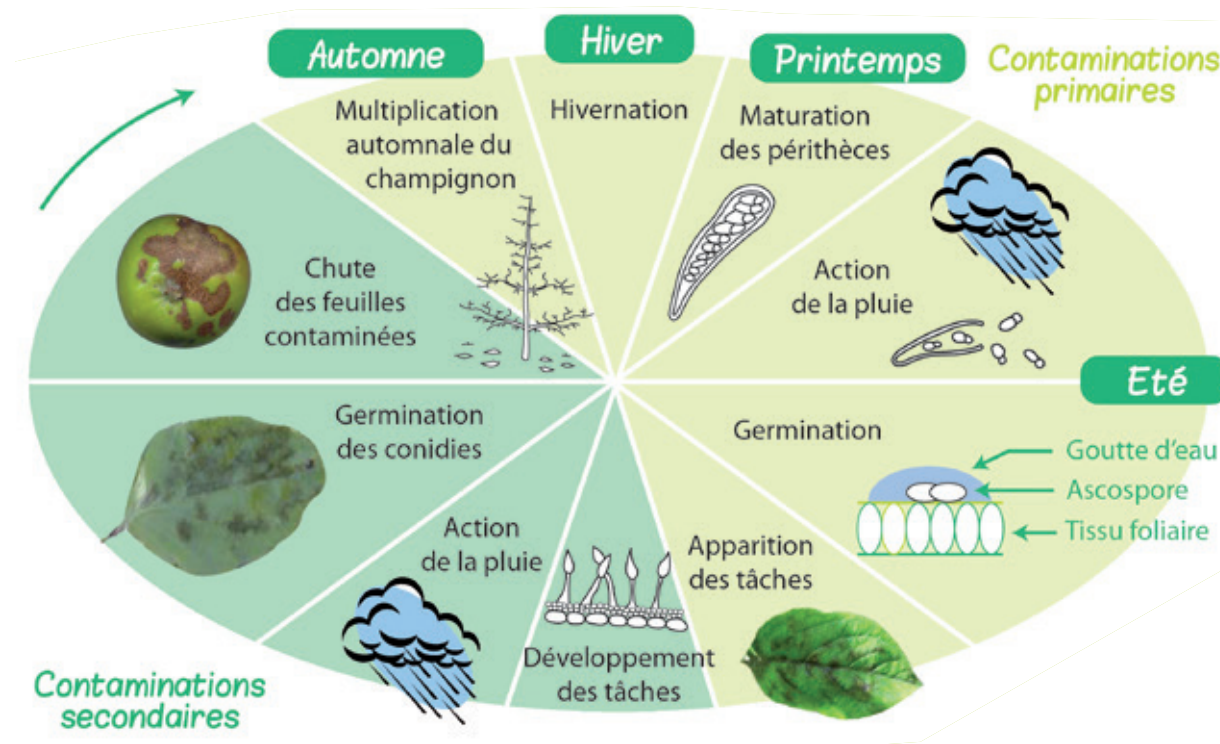 Automne
Hiver
Printemps
Contaminations
primaires
Multiplication
automnale du
champignon
Hivernation
Maturation
des périthèces
Action
de la pluie
Eté
Germination
Goutte d'eau
Ascospore
Tissu foliaire
Apparition
des tâches
Développement
des tâches
Action
de la pluie
Germination
des conidies
Chute
des feuilles
contaminées
Contaminations
secondaires